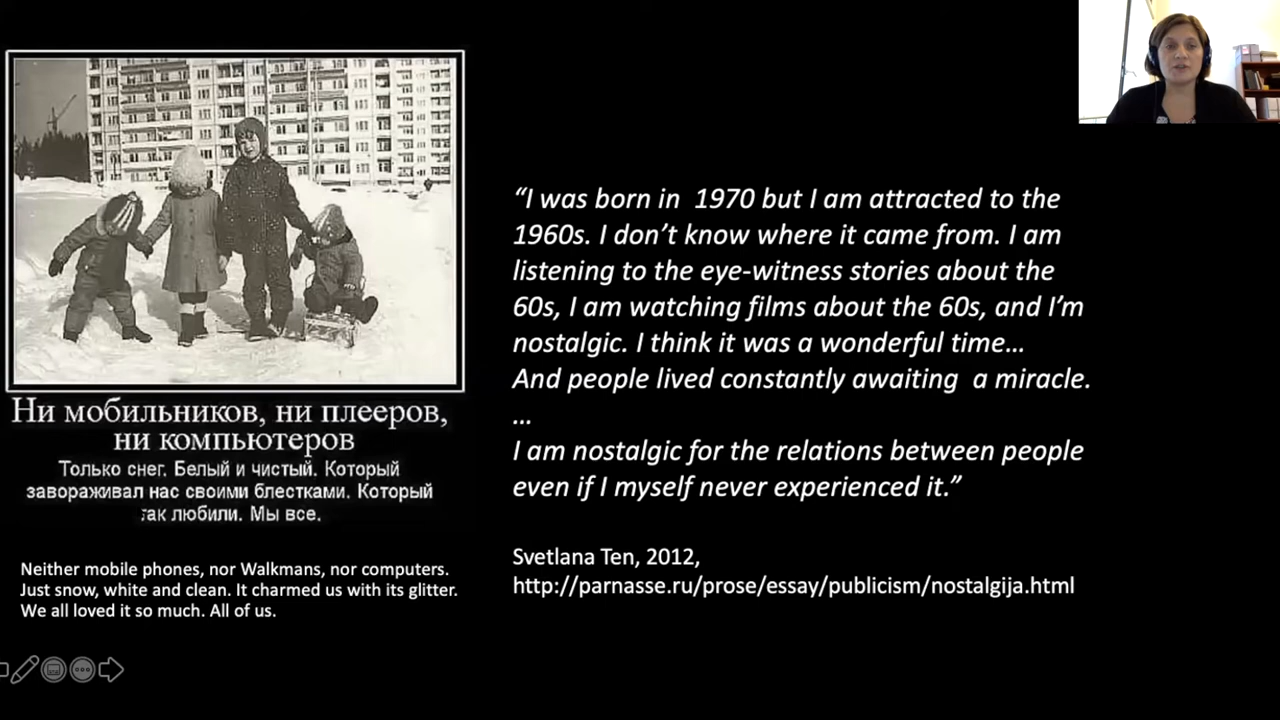 Ни мобильников, ни плееров,
ни компьютеров
Только снег. Белый и чистый. Который
завораживал нас своими блестками. Который
так любили. Мы все.
Neither mobile phones, nor Walkmans, nor computers.
Just snow, white and clean. It charmed us with its glitter.
We all loved it so much. All of us.
“I was born in 1970 but I am attracted to the
1960s. I don’t know where it came from. I am
listening to the eye-witness stories about the
60s, I am watching films about the 60s, and I’m
nostalgic. I think it was a wonderful time…
And people lived constantly awaiting a miracle.
…
I am nostalgic for the relations between people
even if I myself never experienced it.”
Svetlana Ten, 2012,
http://parnasse.ru/prose/essay/publicism/nostalgija.html